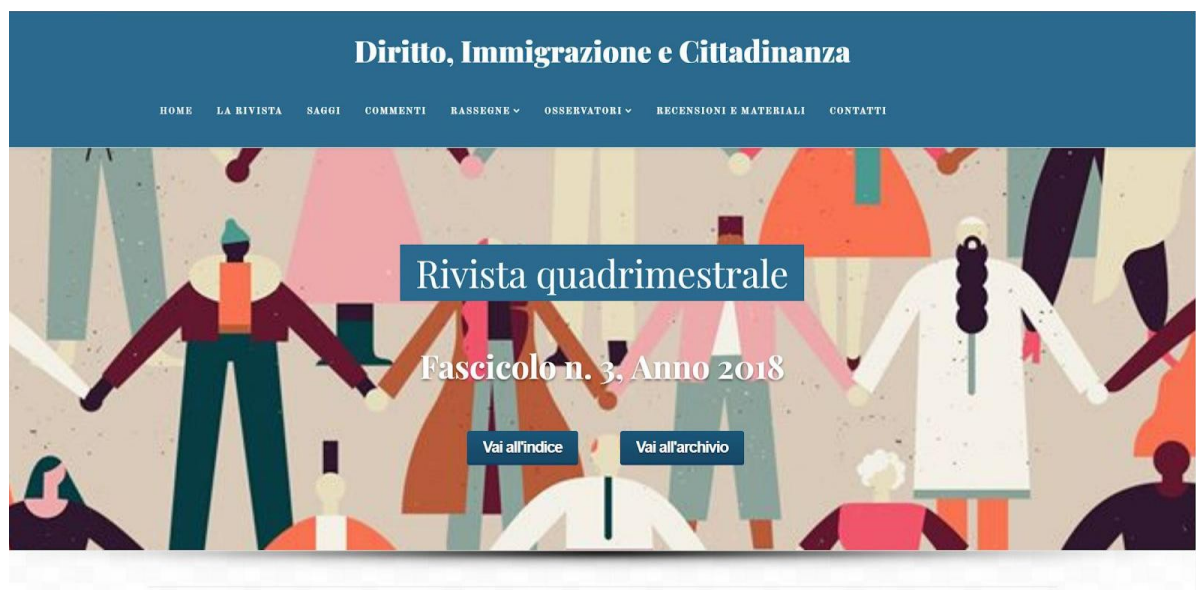 Diritto, Immigrazione e Cittadinanza
HOME LA RIVISTA SAGGI COMMENTI RASSEGNE OSSERVATORI RECENSIONI E MATERIALI CONTATTI
Rivista quadrimestrale
Fascicolo n. 3, Anno 2018
Vai all'indice Vai all'archivio